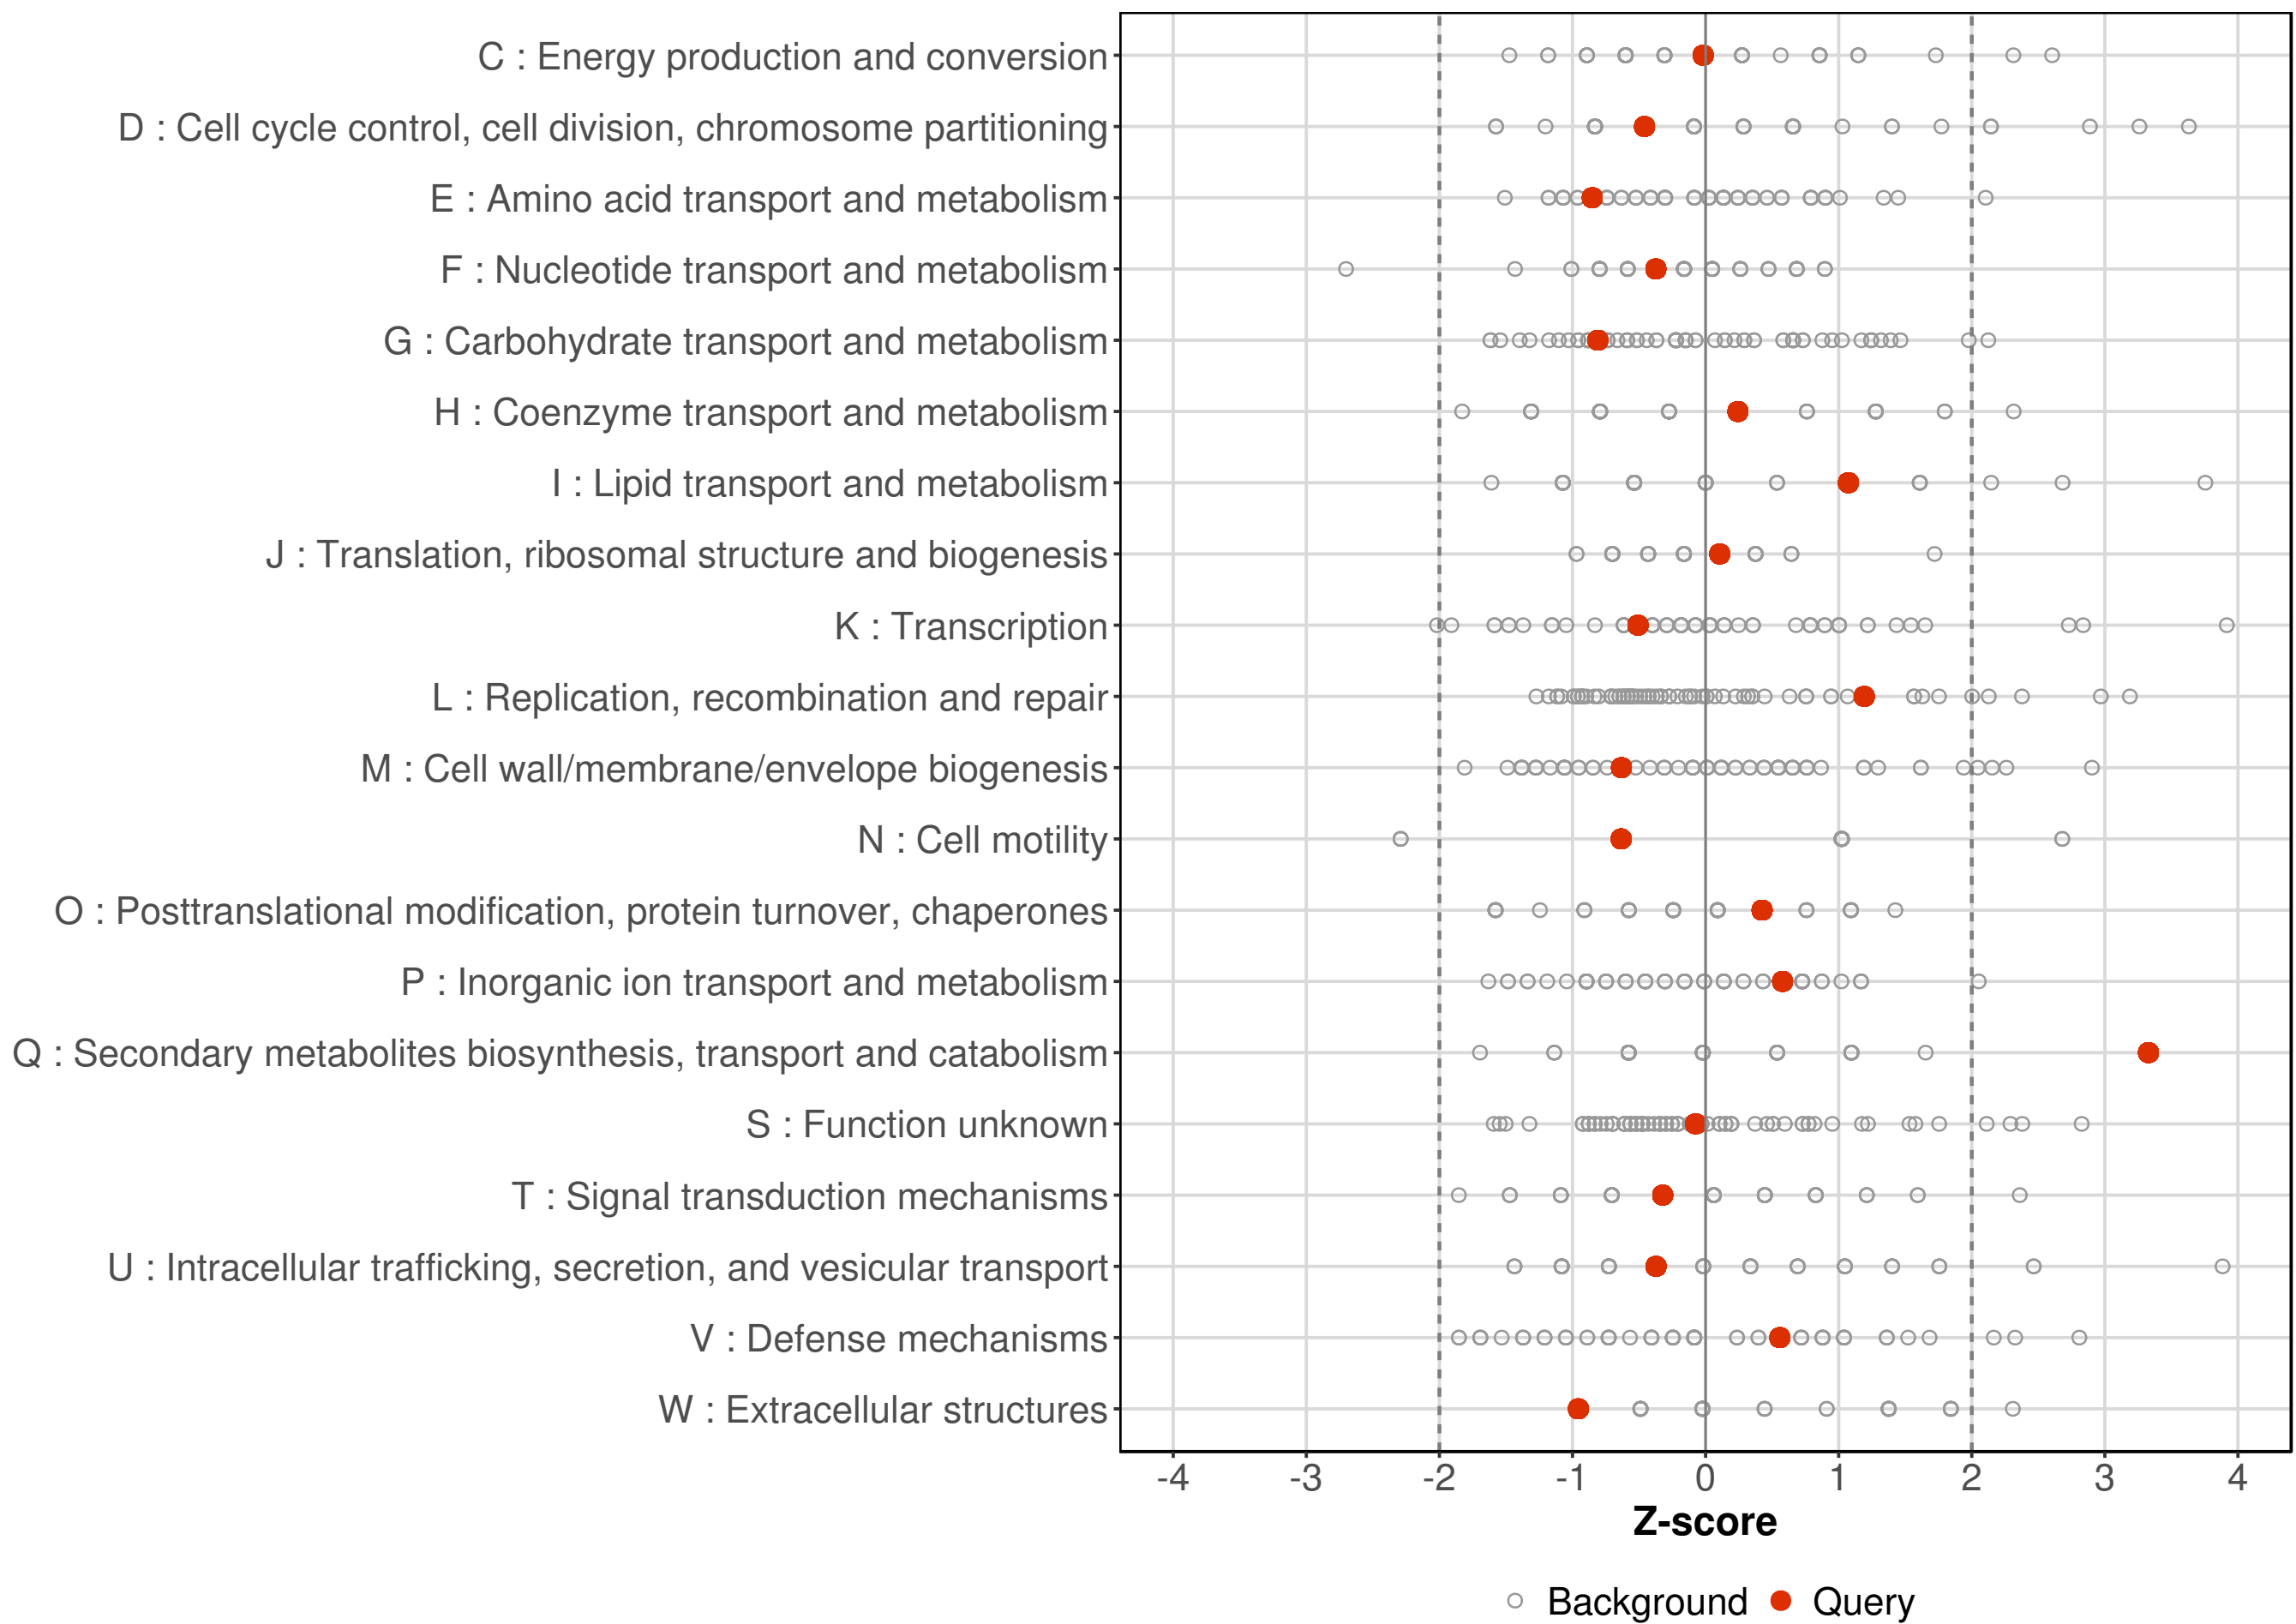 C : Energy production and conversion
D : Cell cycle control, cell division, chromosome partitioning
E : Amino acid transport and metabolism
F : Nucleotide transport and metabolism
G : Carbohydrate transport and metabolism
H : Coenzyme transport and metabolism
I : Lipid transport and metabolism
J : Translation, ribosomal structure and biogenesis
K : Transcription
L : Replication, recombination and repair
M : Cell wall/membrane/envelope biogenesis
N : Cell motility
O : Posttranslational modification, protein turnover, chaperones
P : Inorganic ion transport and metabolism
Q : Secondary metabolites biosynthesis, transport and catabolism
S : Function unknown
T : Signal transduction mechanisms
U : Intracellular trafficking, secretion, and vesicular transport
V : Defense mechanisms
W : Extracellular structures
-4 -3 -2 -1 0 1 2 3 4
Z-score
Background Query